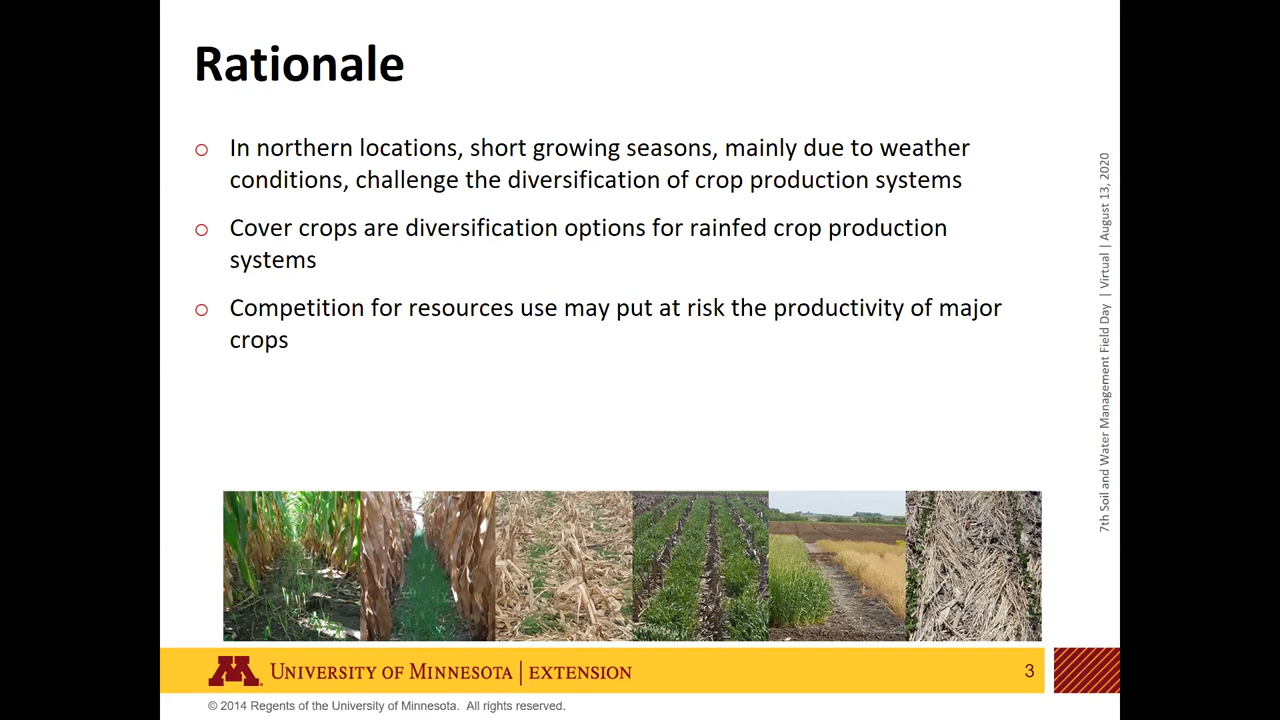 Rationale
In northern locations, short growing seasons, mainly due to weather
conditions, challenge the diversification of crop production systems
Cover crops are diversification options for rainfed crop production
systems
Competition for resources use may put at risk the productivity of major
crops
7th Soil and Water Management Field Day | Virtual | August 13, 2020
UNIVERSITY OF MINNESOTA | EXTENSION
3
© 2014 Regents of the University of Minnesota. All rights reserved.